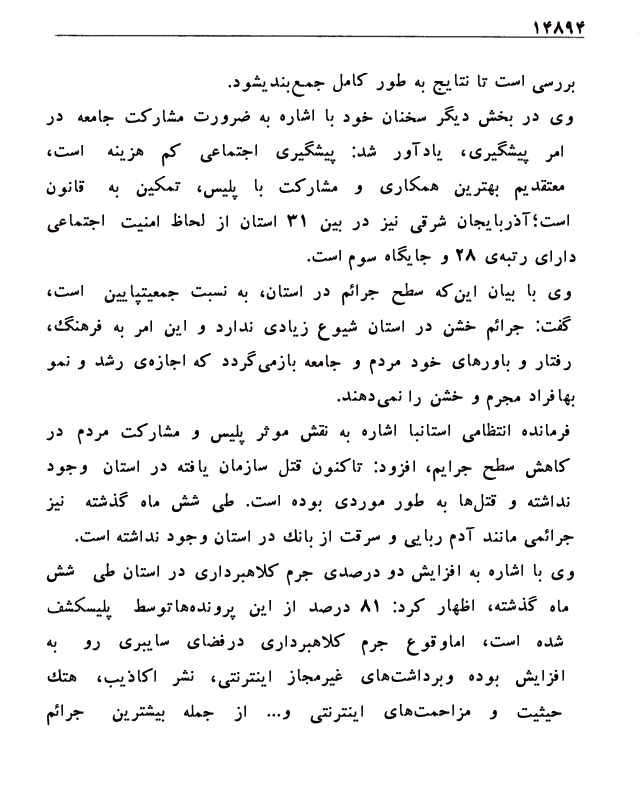 ۱۴۸۹۴
بررسی است تا نتایج به طور کامل جمع‌بندیشود.
وی در بخش دیگر سخنان خود با اشاره به ضرورت مشارکت جامعه در
امر پیشگیری، یادآور شد: پیشگیری اجتماعی کم هزینه است،
معتقدیم بهترین همکاری و مشارکت با پلیس، تمکین به قانون
است؛آذربایجان شرقی نیز در بین ۳۱ استان از لحاظ امنیت اجتماعی
دارای رتبه‌ی ۲۸ و جایگاه سوم است.
وی با بیان این‌که سطح جرائم در استان، به نسبت جمعیتپایین است،
گفت: جرائم خشن در استان شیوع زیادی ندارد و این امر به فرهنگ،
رفتار و باورهای خود مردم و جامعه بازمی‌گردد که اجازه‌ی رشد و نمو
بهافراد مجرم و خشن را نمی‌دهند.
فرمانده انتظامی استانبا اشاره به نقش موثر پلیس و مشارکت مردم در
کاهش سطح جرایم، افزود: تاکنون قتل سازمان یافته در استان وجود
نداشته و قتل‌ها به طور موردی بوده است. طی شش ماه گذشته نیز
جرائمی مانند آدم ربایی و سرقت از بانك در استان وجود نداشته است.
وی با اشاره به افزایش دو درصدی جرم کلاهبرداری در استان طی شش
ماه گذشته، اظهار کرد: ۸۱ درصد از این پرونده‌هاتوسط پلیسکشف
شده است، اماوقوع جرم کلاهبرداری درفضای سایبری رو به
افزایش بوده وبرداشت‌های غیرمجاز اینترنتی، نشر اکاذیب، هتك
حیثیت و مزاحمت‌های اینترنتی و... از جمله بیشترین جرائم